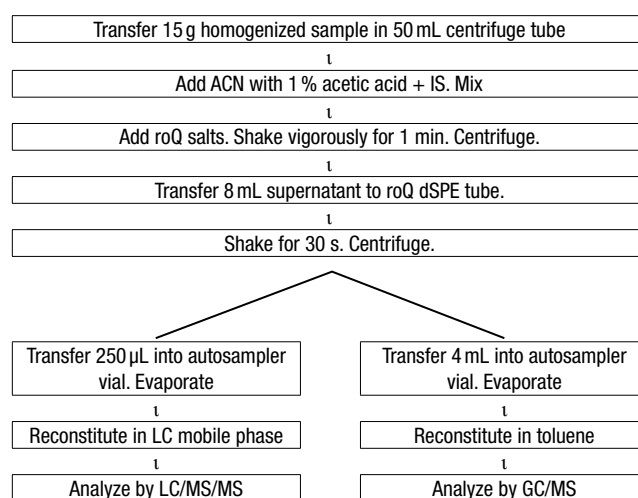 Transfer 15 g homogenized sample in 50 mL centrifuge tube
ι
Add ACN with 1 % acetic acid + IS. Mix
ι
Add roQ salts. Shake vigorously for 1 min. Centrifuge.
ι
Transfer 8 mL supernatant to roQ dSPE tube.
ι
Shake for 30 s. Centrifuge.
Transfer 250 µL into autosampler
vial. Evaporate
ι
Reconstitute in LC mobile phase
ι
Analyze by LC/MS/MS
Transfer 4 mL into autosampler
vial. Evaporate
ι
Reconstitute in toluene
ι
Analyze by GC/MS